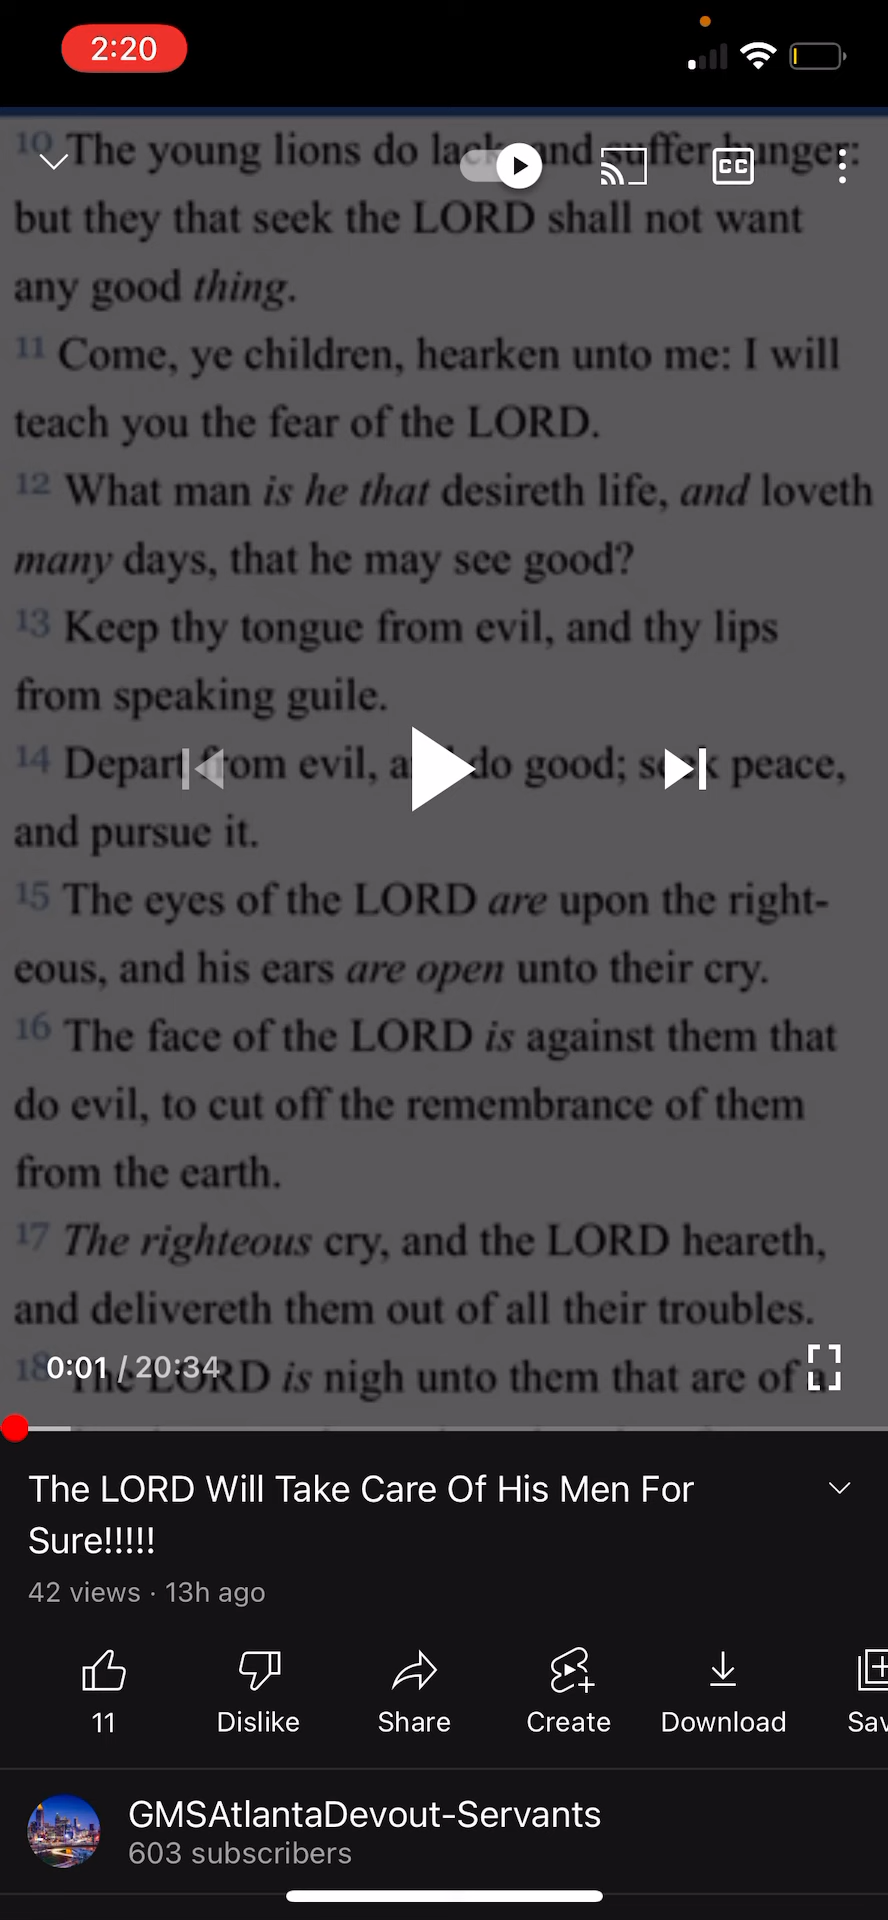 2:20
10 The young lions do lack and suffer hunger:
CC
but they that seek the LORD shall not want
any good thing.
11 Come, ye children, hearken unto me: I will
teach you the fear of the LORD.
12 What man is he that desireth life, and loveth
many days, that he may see good?
13 Keep thy tongue from evil, and thy lips
from speaking guile.
14 Depart from evil, and do good; seek peace,
and pursue it.
15 The eyes of the LORD are upon the right-
eous, and his ears are open unto their cry.
16 The face of the LORD is against them that
do evil, to cut off the remembrance of them
from the earth.
17 The righteous cry, and the LORD heareth,
and delivereth them out of all their troubles.
18 The LORD is nigh unto them that are of a
0:01 / 20:34
The LORD Will Take Care Of His Men For
Sure!!!!!
42 views · 13h ago
11 Dislike Share Create Download Sav
GMSAtlantaDevout-Servants
603 subscribers